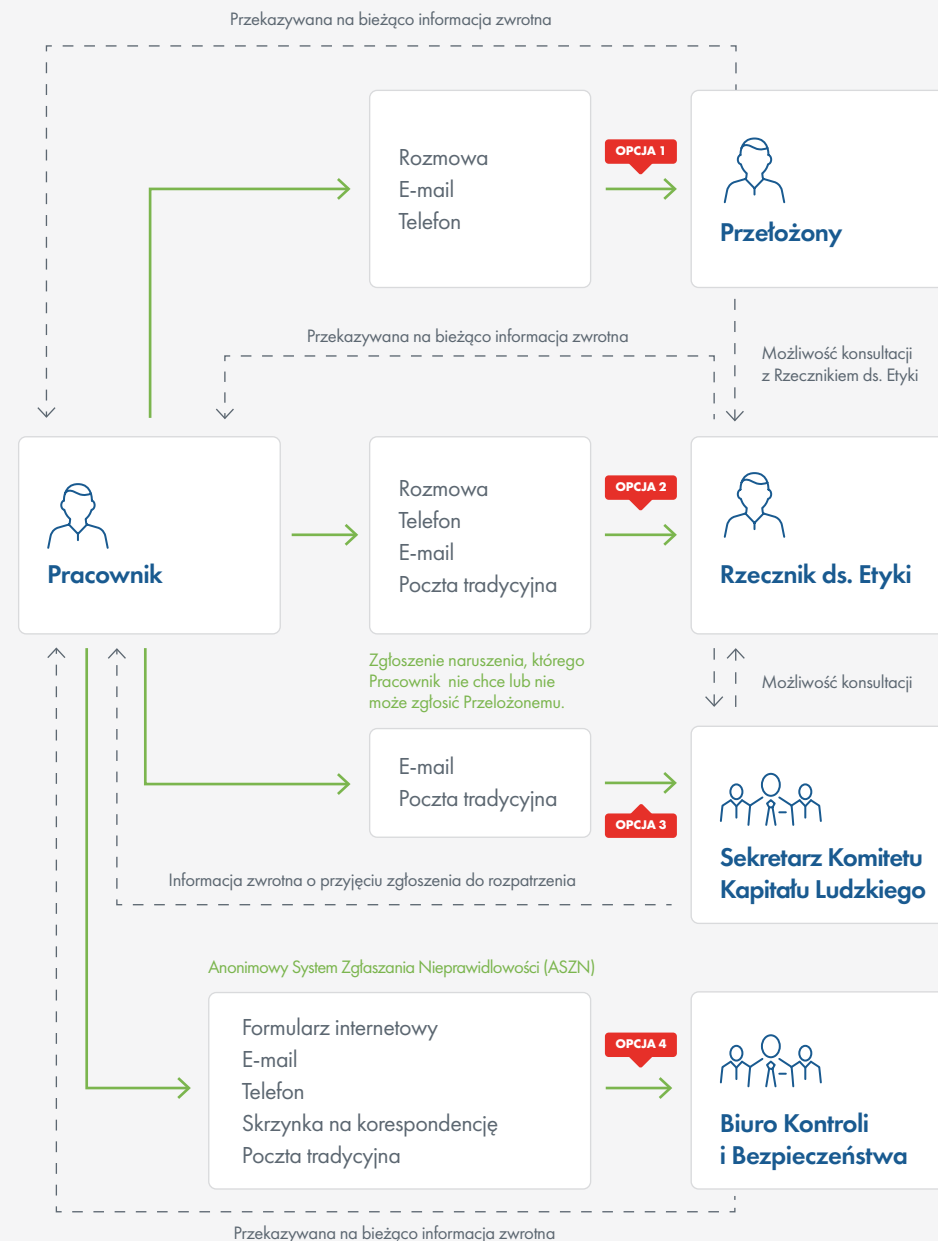 Przekazywana na bieżąco informacja zwrotna
Rozmowa
E-mail
Telefon
OPCJA 1
Przełożony
Przekazywana na bieżąco informacja zwrotna
Możliwość konsultacji
z Rzecznikiem ds. Etyki
Pracownik
Rozmowa
Telefon
E-mail
Poczta tradycyjna
OPCJA 2
Rzecznik ds. Etyki
Zgłoszenie naruszenia, którego
Pracownik nie chce lub nie
może zgłosić Przelożonemu.
Możliwość konsultacji
E-mail
Poczta tradycyjna
OPCJA 3
Sekretarz Komitetu
Kapitału Ludzkiego
Informacja zwrotna o przyjęciu zgłoszenia do rozpatrzenia
Anonimowy System Zgłaszania Nieprawidlowości (ASZN)
Formularz internetowy
E-mail
Telefon
Skrzynka na korespondencję
Poczta tradycyjna
OPCJA 4
Biuro Kontroli
i Bezpieczeństwa
Przekazywana na bieżąco informacja zwrotna